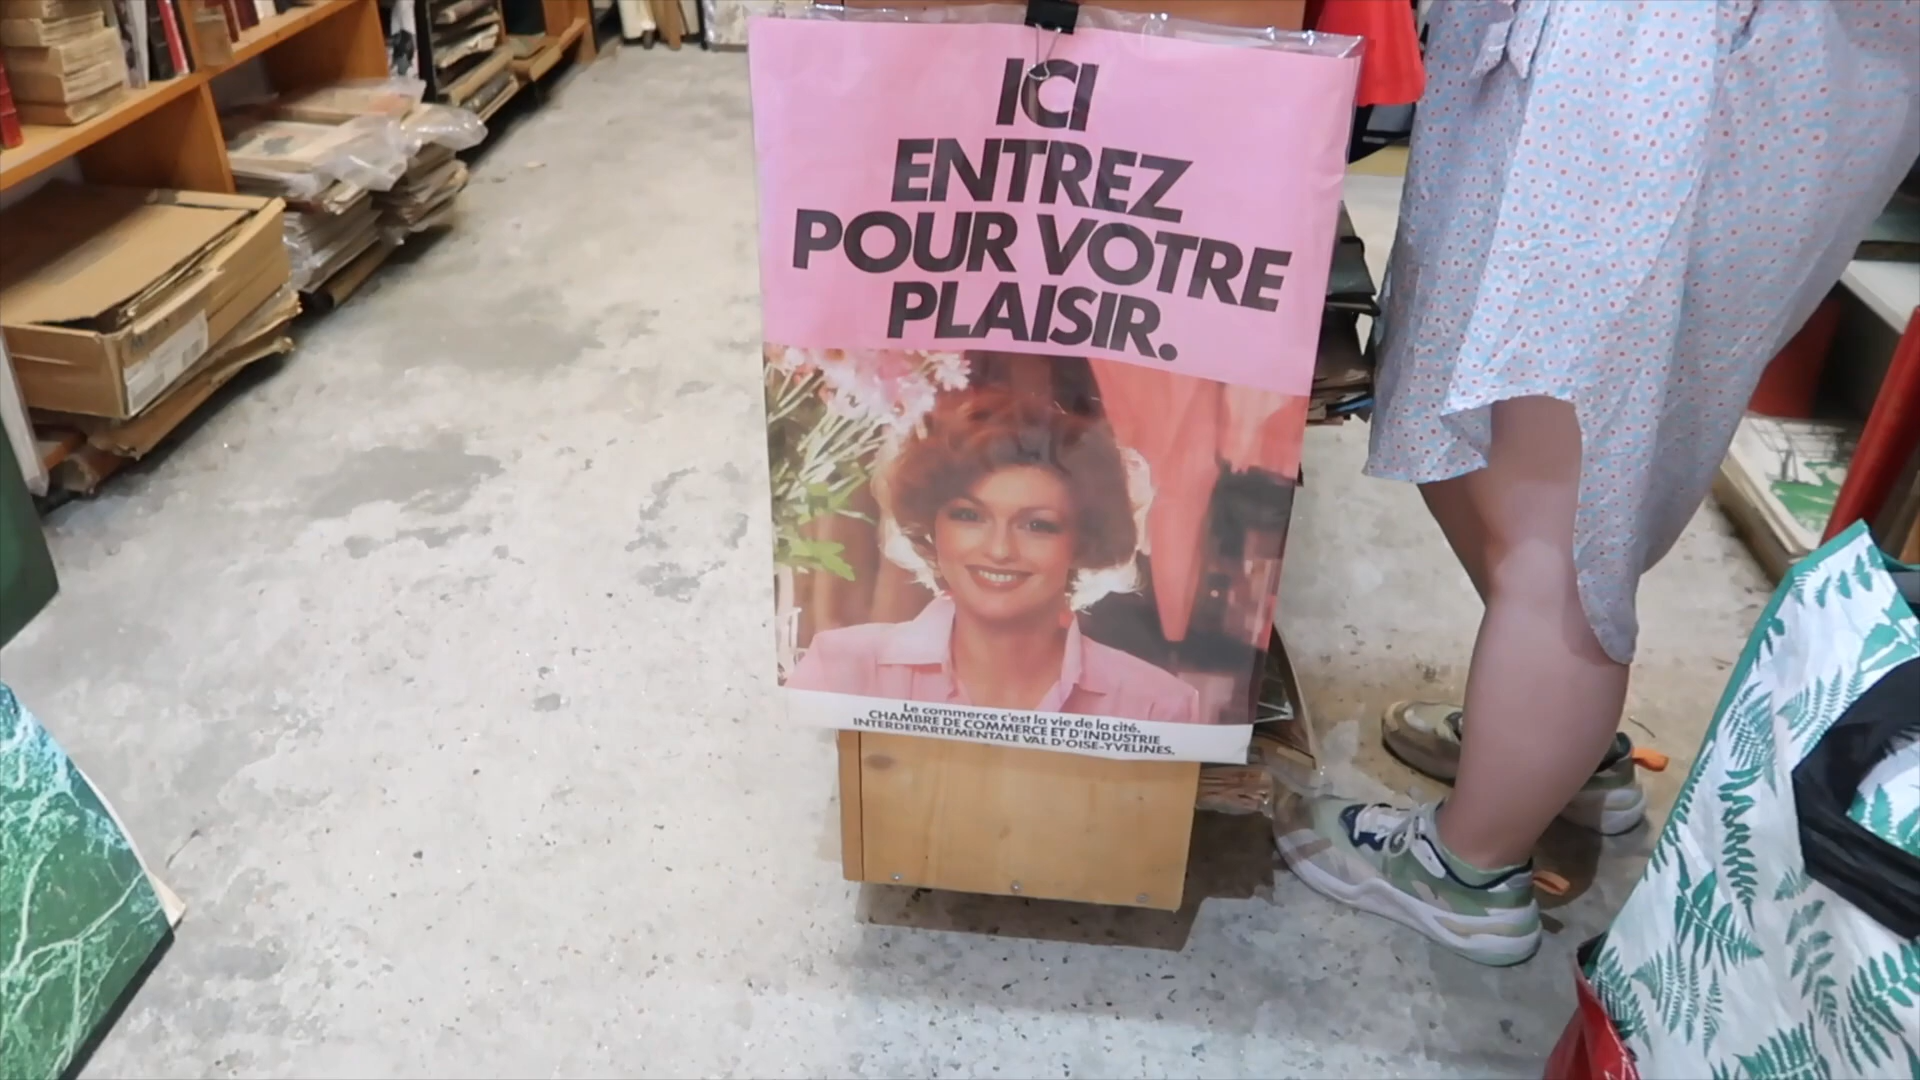 ICI
ENTREZ
POUR VOTRE
PLAISIR.
Le commerce c'est la vie de la cité.
CHAMBRE DE COMMERCE ET D'INDUSTRIE
INTERDEPARTEMENTALE VAL D'OISE-YVELINES.